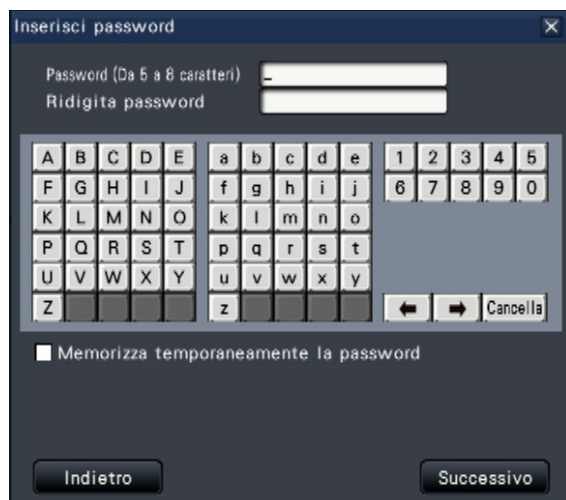 Inserisci password
Password (Da 5 a 8 caratteri)
Ridigita password
A B C D E a b c d e 1 2 3 4 5
F G H I J f g h i j 6 7 8 9 0
K L M N O k l m n o
P Q R S T p q r s t
U V W X Y u v w x y
Z z ← → Cancella
Memorizza temporaneamente la password
Indietro Successivo